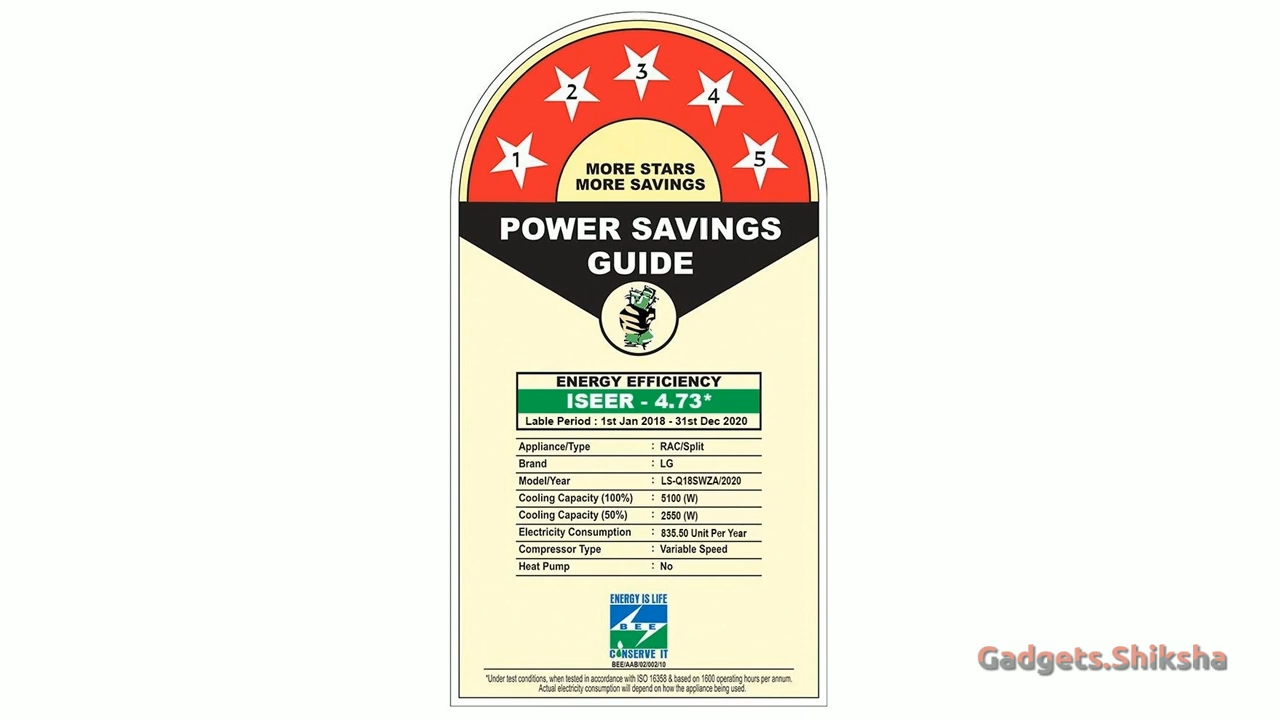 1
2
3
4
5
MORE STARS
MORE SAVINGS
POWER SAVINGS
GUIDE
ENERGY EFFICIENCY
ISEER - 4.73*
Lable Period : 1st Jan 2018 - 31st Dec 2020
Appliance/Type : RAC/Split
Brand : LG
Model/Year : LS-Q18SWZA/2020
Cooling Capacity (100%) : 5100 (W)
Cooling Capacity (50%) : 2550 (W)
Electricity Consumption : 835.50 Unit Per Year
Compressor Type : Variable Speed
Heat Pump : No
ENERGY IS LIFE
BEE
CONSERVE IT
BEE/AAB/02/002/10
*Under test conditions, when tested in accordance with ISO 16358 & based on 1600 operating hours per annum.
Actual electricity consumption will depend on how the appliance being used.
Gadgets.Shiksha